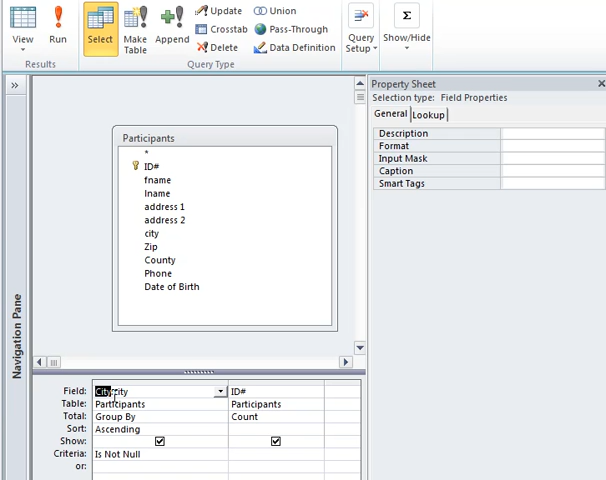 View
Run
Select
Make
Table
Append
Update
Crosstab
Delete
Union
Pass-Through
Data Definition
Query
Setup
Show/Hide
Results
Query Type
Property Sheet
Selection type: Field Properties
General
Lookup
Description
Format
Input Mask
Caption
Smart Tags
Participants
*
ID#
fname
lname
address 1
address 2
city
Zip
County
Phone
Date of Birth
Navigation Pane
Field: ID#
Table: Participants Participants
Total: Group By Count
Sort: Ascending
Show:
Criteria: Is Not Null
or: